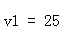 v1 = 25